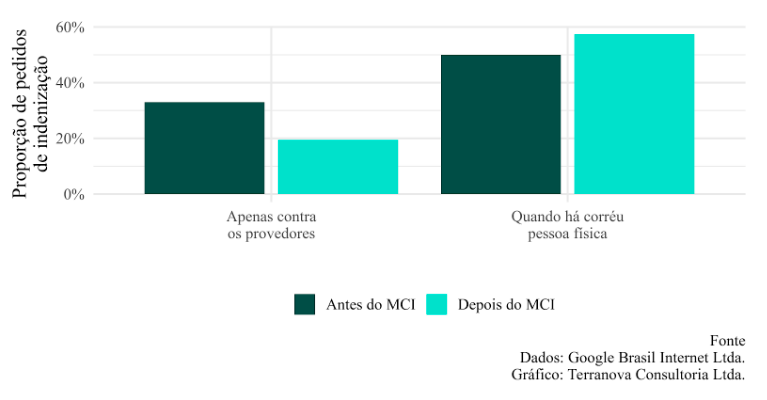 Proporção de pedidos
de indenização
60%
40%
20%
0%
Apenas contra
os provedores
Quando há corréu
pessoa física
Antes do MCI
Depois do MCI
Fonte
Dados: Google Brasil Internet Ltda.
Gráfico: Terranova Consultoria Ltda.